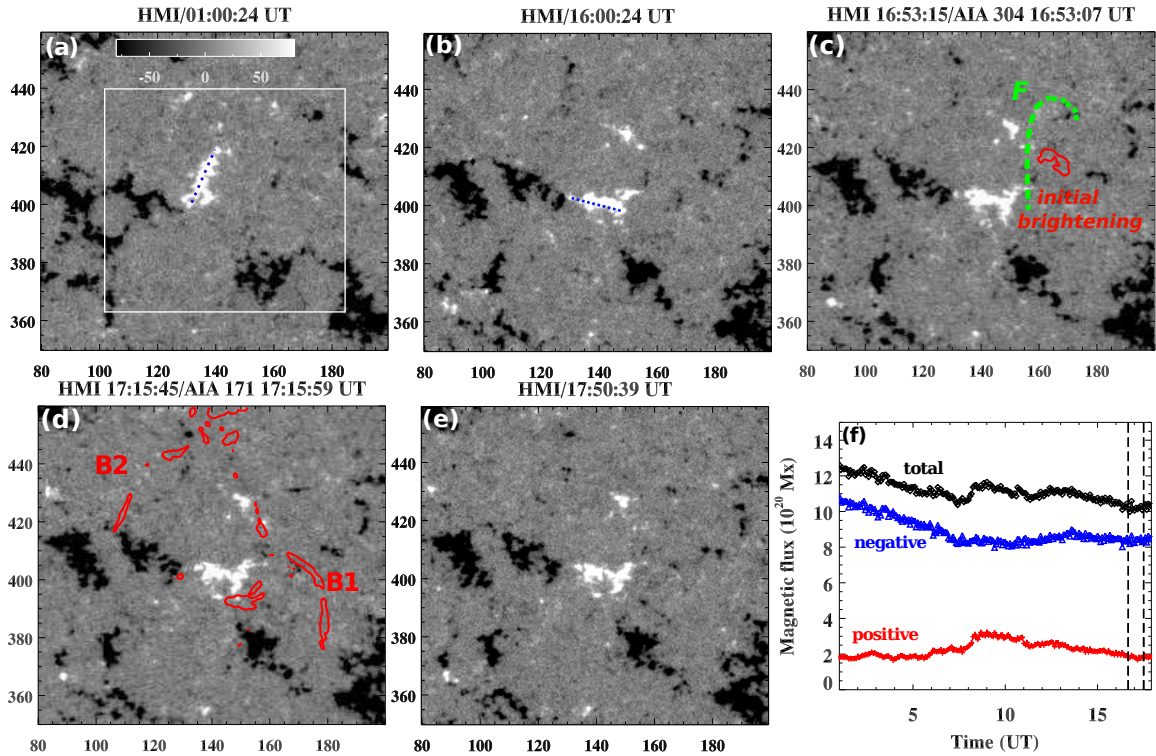 HMI/01:00:24 UT
HMI/16:00:24 UT
HMI 16:53:15/AIA 304 16:53:07 UT
(a)
-50 0 50
440
420
400
380
360
80 100 120 140 160 180
(b)
440
420
400
380
360
80 100 120 140 160 180
(c)
F
initial
brightening
440
420
400
380
360
80 100 120 140 160 180
HMI 17:15:45/AIA 171 17:15:59 UT
HMI/17:50:39 UT
(d)
B2
B1
440
420
400
380
360
80 100 120 140 160 180
(e)
440
420
400
380
360
80 100 120 140 160 180
(f)
total
negative
positive
Magnetic flux (10^20 Mx)
14
12
10
8
6
4
2
0
5 10 15
Time (UT)